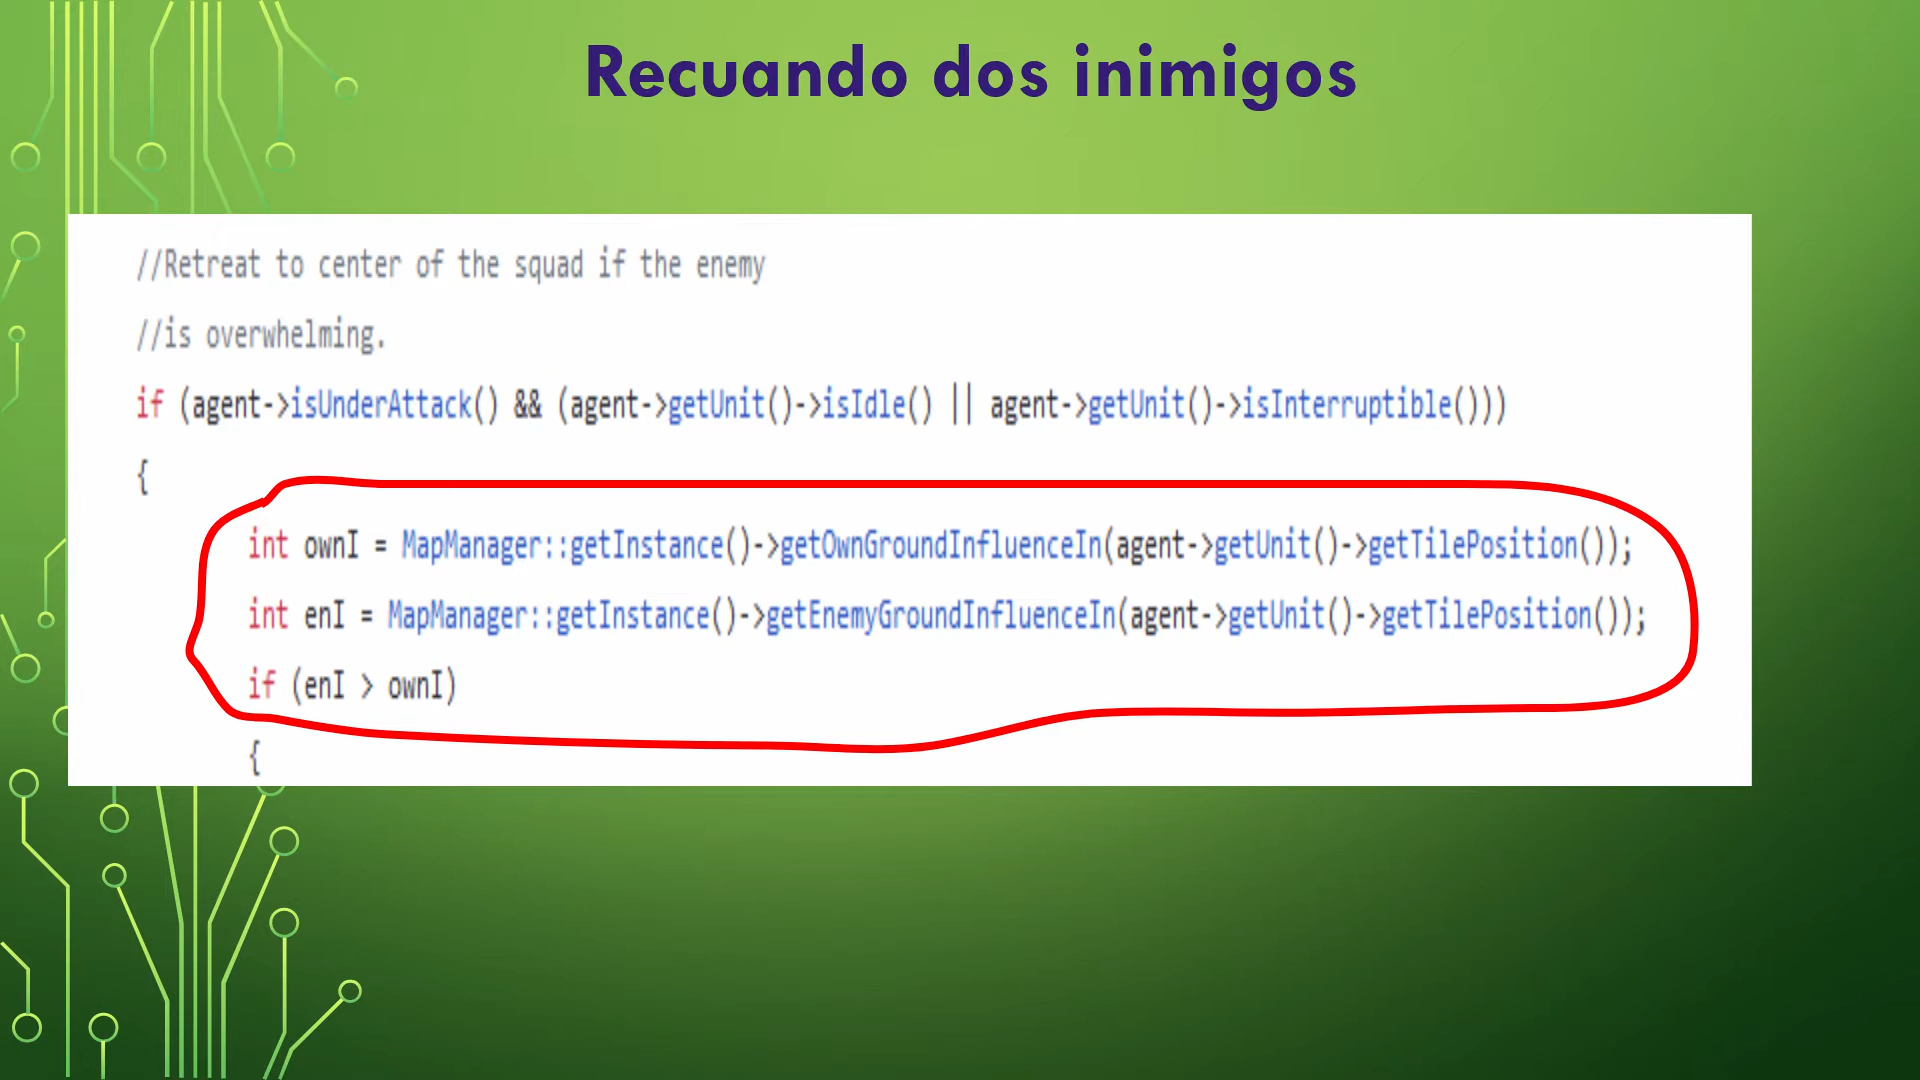 Recuando dos inimigos
//Retreat to center of the squad if the enemy
//is overwhelming.
if (agent->isUnderAttack() && (agent->getUnit()->isIdle() || agent->getUnit()->isInterruptible()))
{
int ownI = MapManager::getInstance()->getOwnGroundInfluenceIn(agent->getUnit()->getTilePosition());
int enI = MapManager::getInstance()->getEnemyGroundInfluenceIn(agent->getUnit()->getTilePosition());
if (enI > ownI)
{